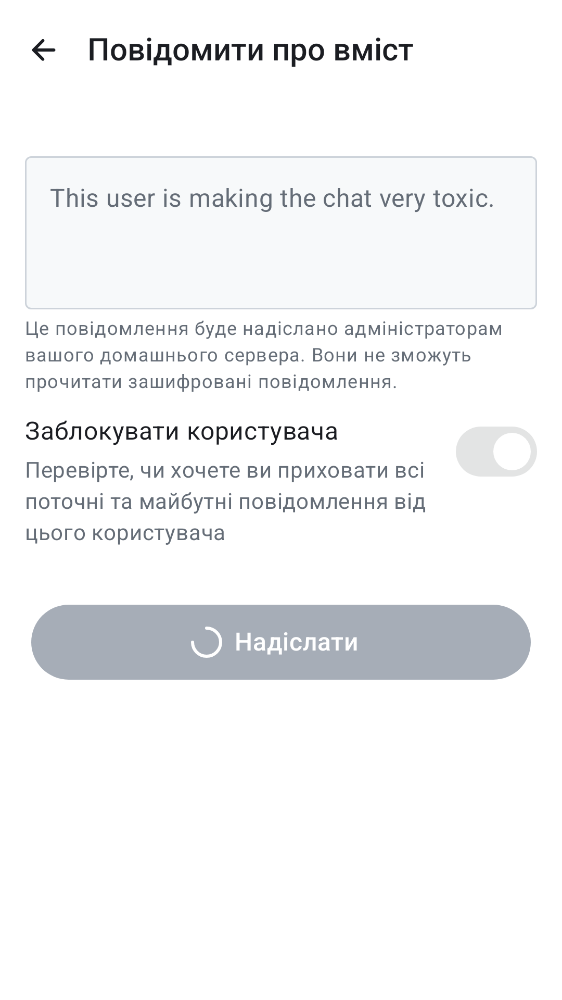 Повідомити про вміст
This user is making the chat very toxic.
Це повідомлення буде надіслано адміністраторам
вашого домашнього сервера. Вони не зможуть
прочитати зашифровані повідомлення.
Заблокувати користувача
Перевірте, чи хочете ви приховати всі
поточні та майбутні повідомлення від
цього користувача
Надіслати